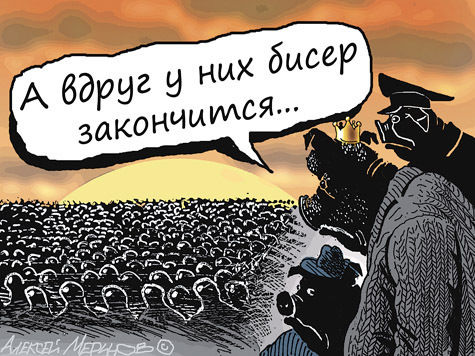 А вдруг у них бисер
закончится...
Алексей Меринов ©